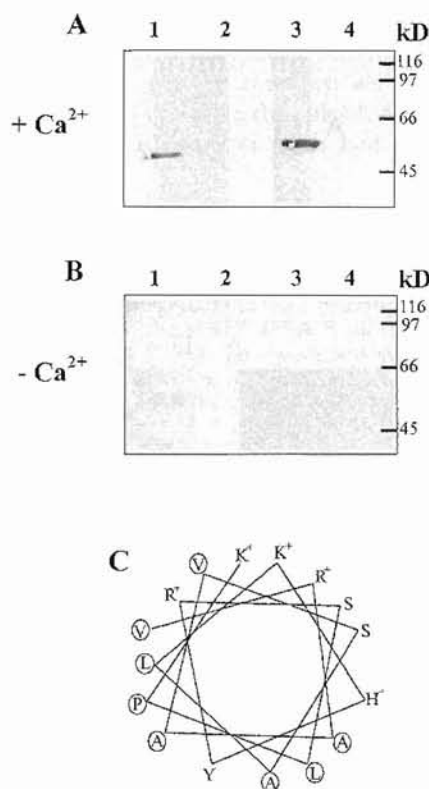 A
1 2 3 4 kD
116
97
+ Ca²⁺
66
45
B
1 2 3 4 kD
116
97
- Ca²⁺
66
45
C
V K⁺ K⁺ R⁺
R⁺ S
V S
L
P H
A A
Y A L